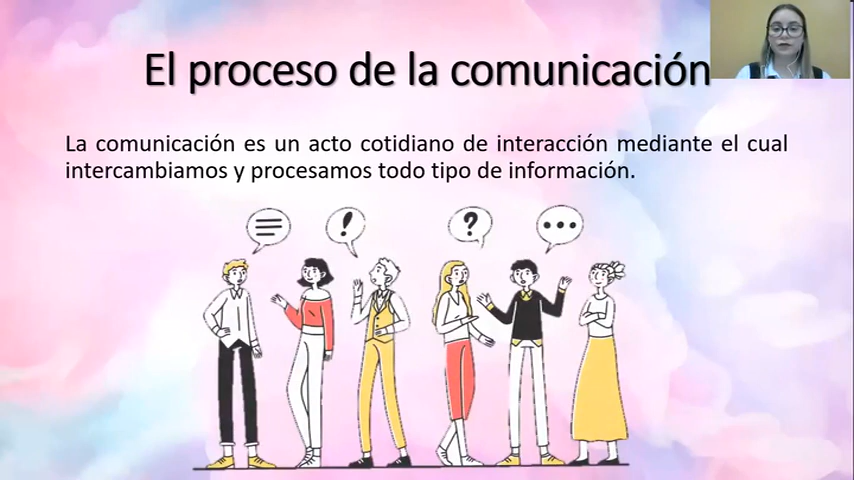 El proceso de la comunicación
La comunicación es un acto cotidiano de interacción mediante el cual
intercambiamos y procesamos todo tipo de información.
! ? ...